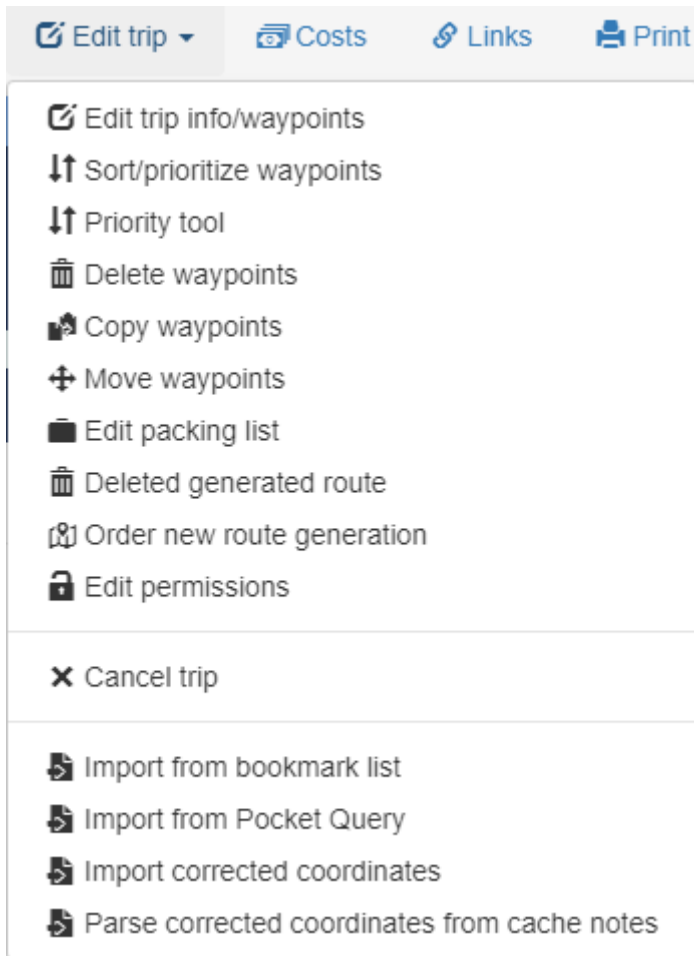 Edit trip Costs Links Print
Edit trip info/waypoints
Sort/prioritize waypoints
Priority tool
Delete waypoints
Copy waypoints
Move waypoints
Edit packing list
Deleted generated route
Order new route generation
Edit permissions
Cancel trip
Import from bookmark list
Import from Pocket Query
Import corrected coordinates
Parse corrected coordinates from cache notes